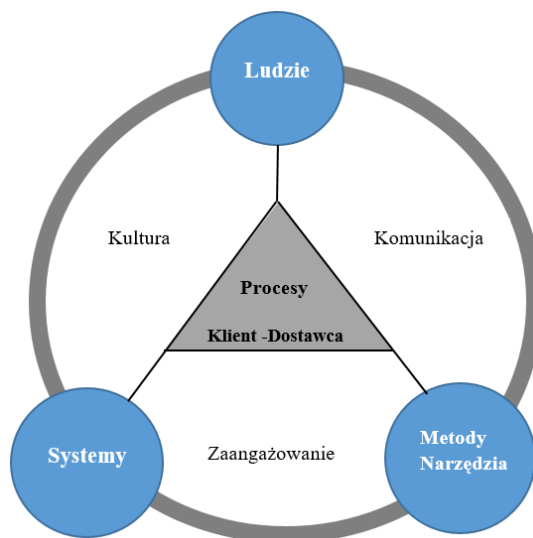 Ludzie
Kultura
Komunikacja
Procesy
Klient -Dostawca
Systemy
Zaangażowanie
Metody
Narzędzia